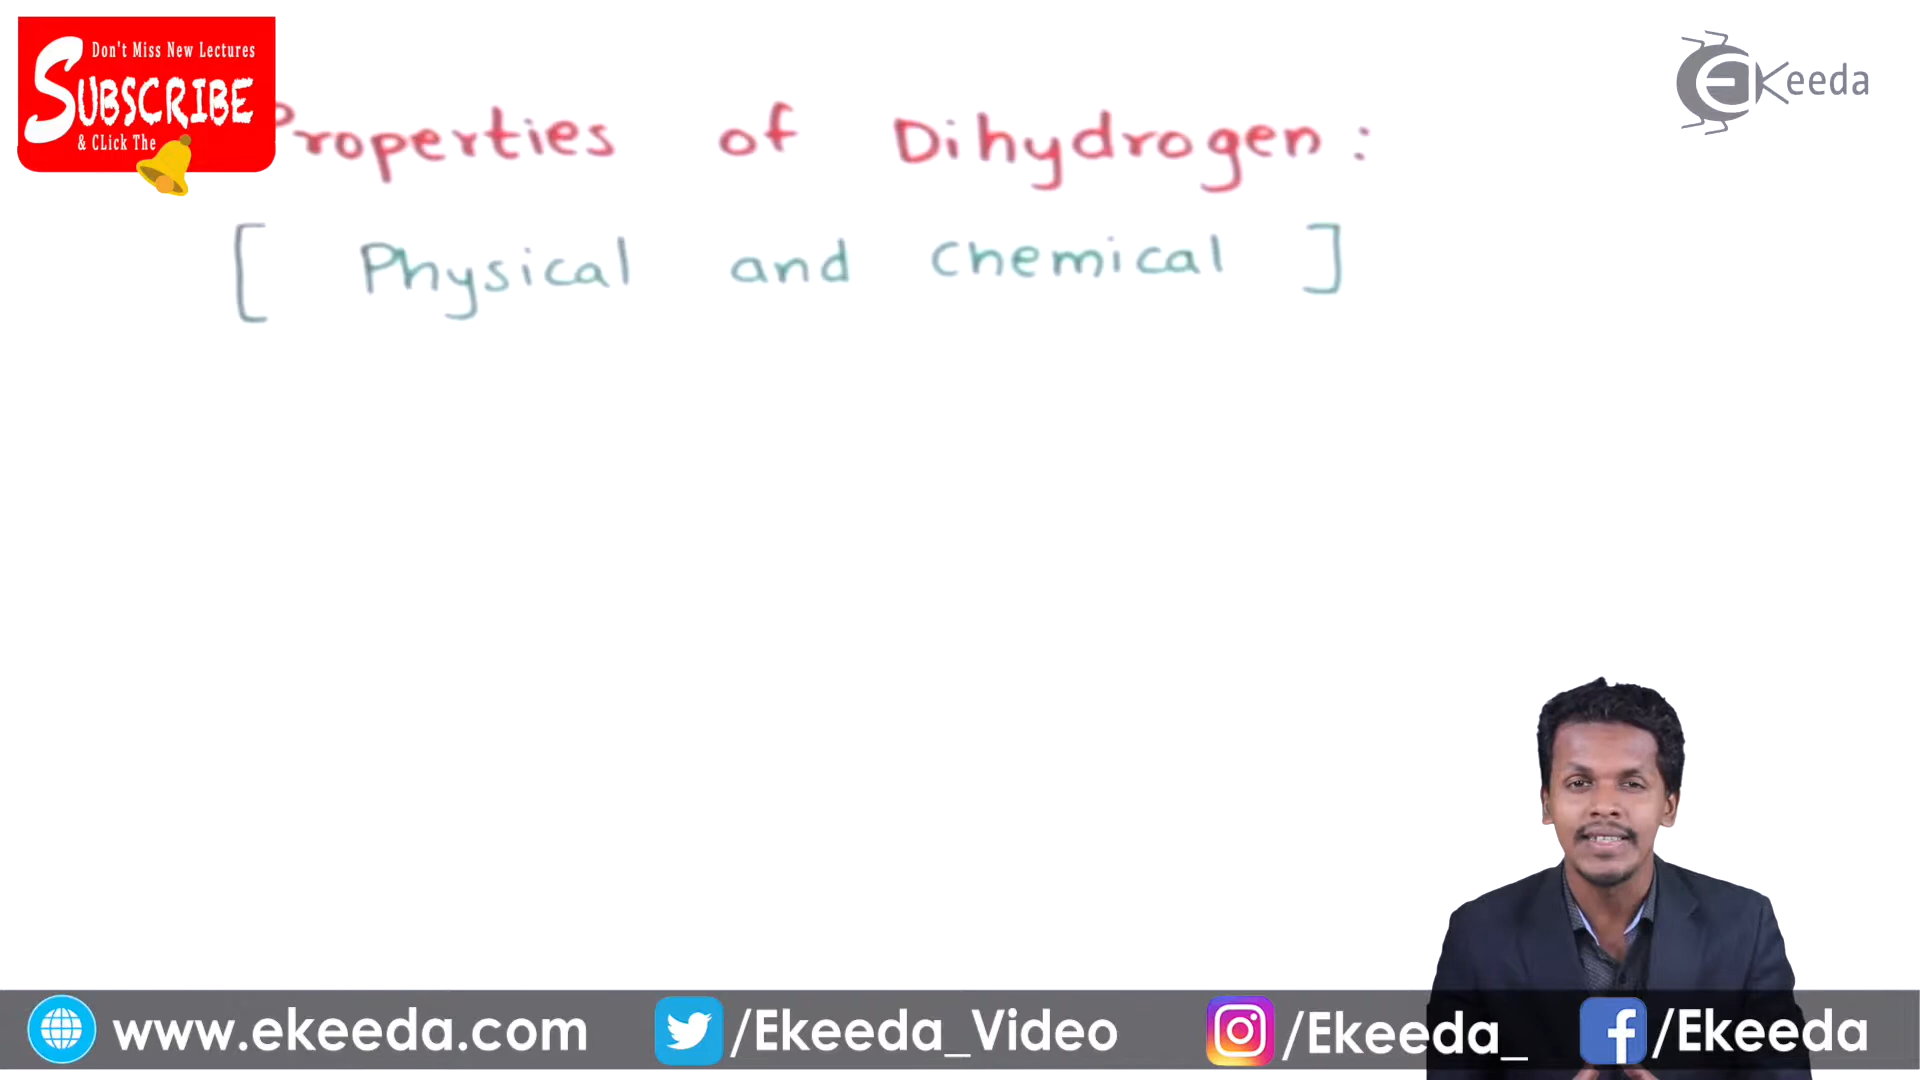 Don't Miss New Lectures
SUBSCRIBE
& CLick The
Keeda
Properties of Dihydrogen:
[ Physical and Chemical ]
www.ekeeda.com
/Ekeeda_Video
/Ekeeda_
/Ekeeda